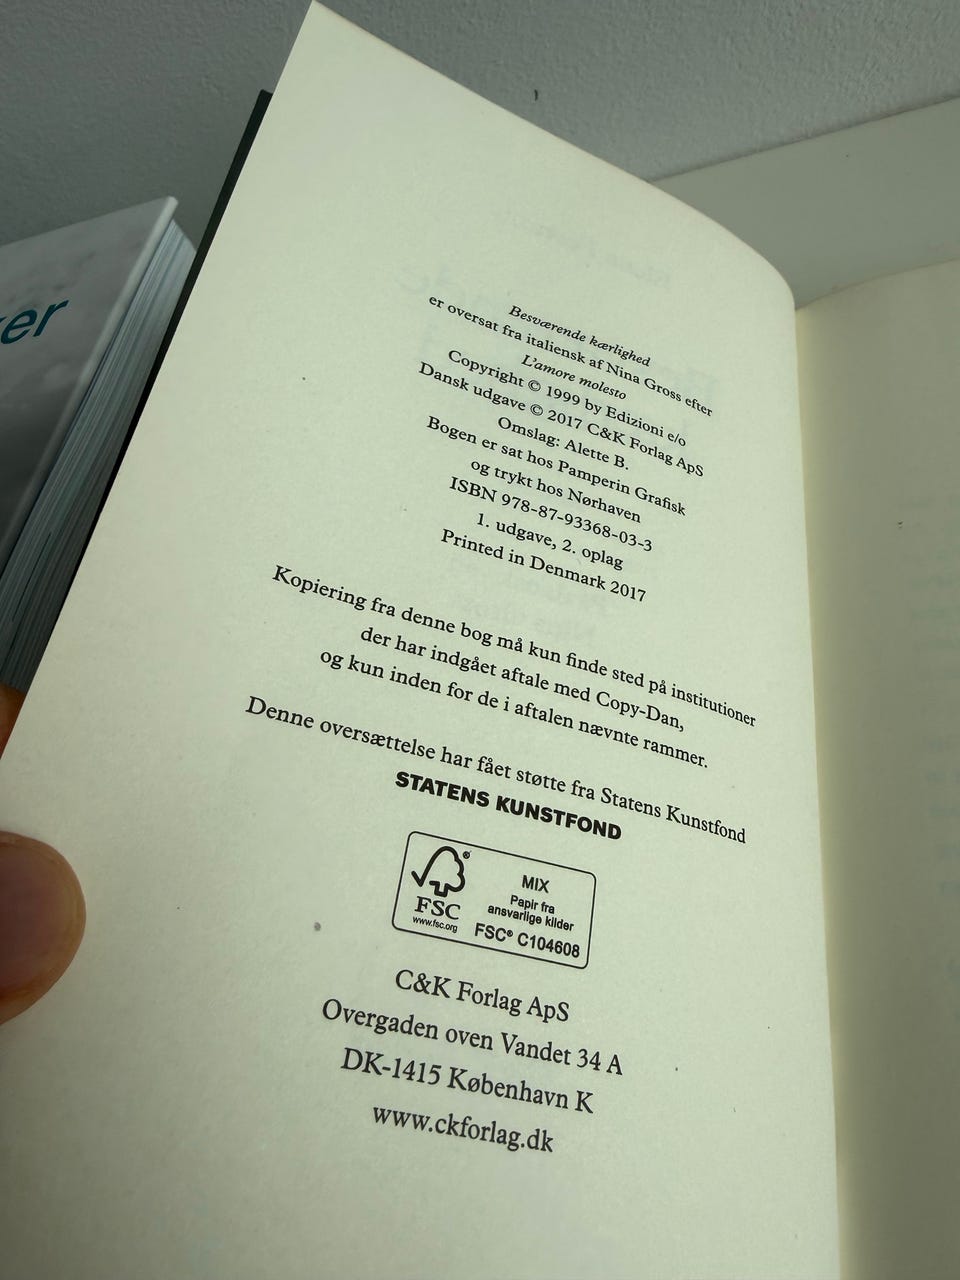 er
Besværende kærlighed
er oversat fra italiensk af Nina Gross efter
L'amore molesto
Copyright © 1999 by Edizioni e/o
Dansk udgave © 2017 C&K Forlag ApS
Omslag: Alette B.
Bogen er sat hos Pamperin Grafisk
og trykt hos Nørhaven
ISBN 978-87-93368-03-3
1. udgave, 2. oplag
Printed in Denmark 2017
Kopiering fra denne bog må kun finde sted på institutioner
der har indgået aftale med Copy-Dan,
og kun inden for de i aftalen nævnte rammer.
Denne oversættelse har fået støtte fra Statens Kunstfond
STATENS KUNSTFOND
FSC
www.fsc.org
MIX
Papir fra
ansvarlige kilder
FSC® C104608
C&K Forlag ApS
Overgaden oven Vandet 34 A
DK-1415 København K
www.ckforlag.dk